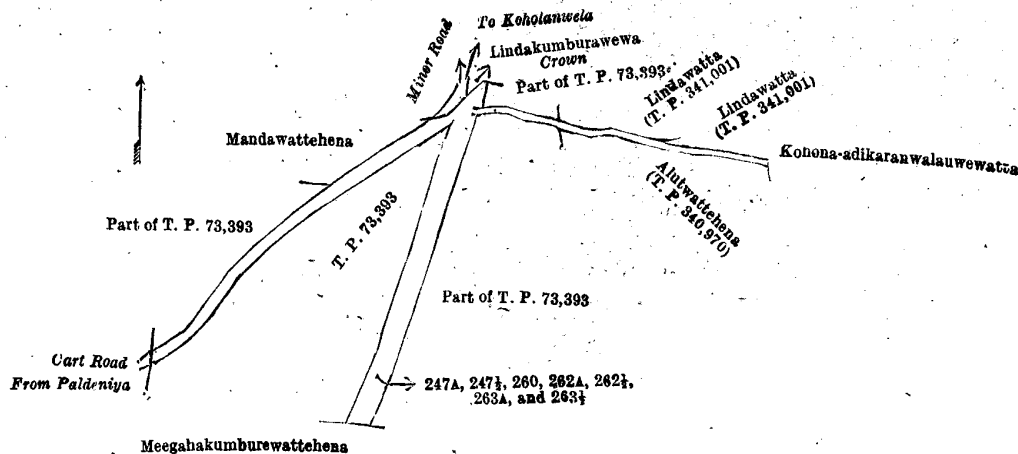 To Koholanwela
Minor Road
Lindakumburawewa
Crown
Part of T. P. 73,393
Lindawatta
(T. P. 341,001)
Lindawatta
(T. P. 341,901)
Mandawattehena
Kohona-adikaranwalauwewatta
Alutwattehena
(T. P. 340,970)
Part of T. P. 73,393
T. P. 73,393
Part of T. P. 73,393
Cart Road
From Paldeniya
247A, 247½, 260, 262A, 262½,
263A, and 263½
Meegahakumburewattehena